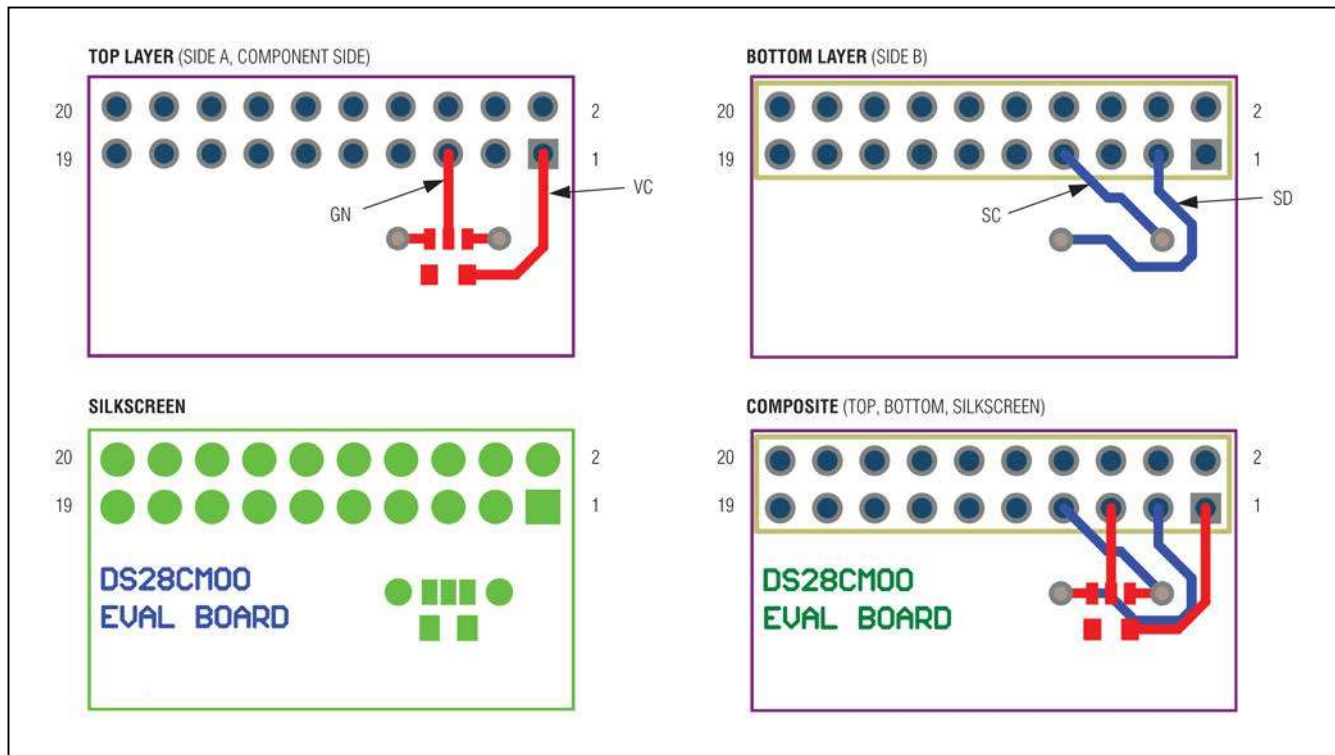 TOP LAYER (SIDE A, COMPONENT SIDE)
20
2
19
1
GN
VC
BOTTOM LAYER (SIDE B)
20
2
19
1
SC
SD
SILKSCREEN
20
2
19
1
DS28CM00
EVAL BOARD
COMPOSITE (TOP, BOTTOM, SILKSCREEN)
20
2
19
1
DS28CM00
EVAL BOARD